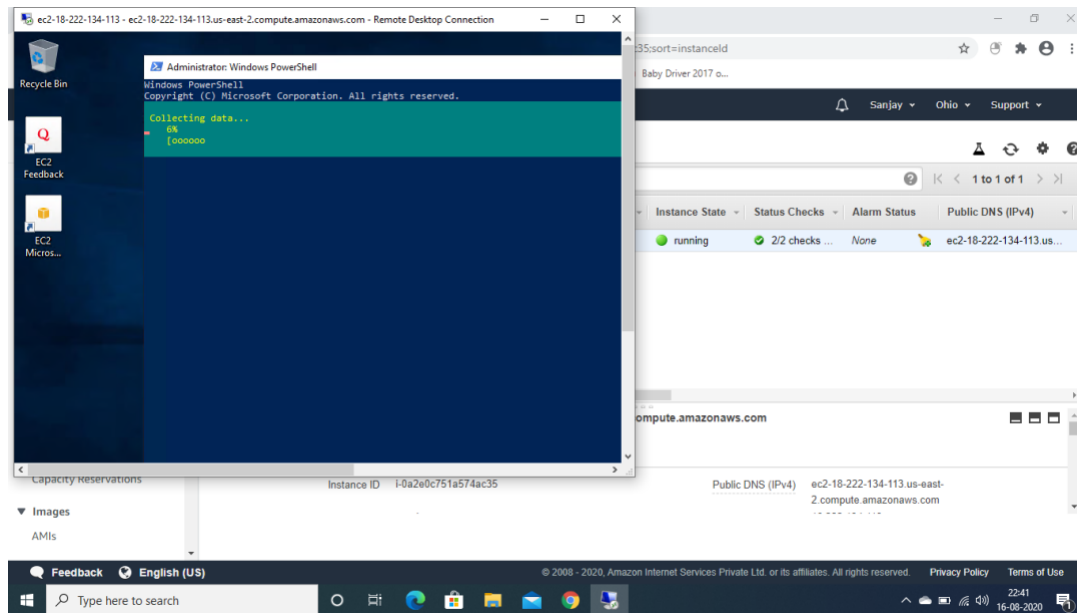 ec2-18-222-134-113 - ec2-18-222-134-113.us-east-2.compute.amazonaws.com - Remote Desktop Connection
Recycle Bin
EC2
Feedback
EC2
Micros...
Administrator: Windows PowerShell
Windows PowerShell
Copyright (C) Microsoft Corporation. All rights reserved.
Collecting data...
6%
[oooooo
35:sort=instanceId
Baby Driver 2017 o...
Sanjay Ohio Support
1 to 1 of 1
Instance State Status Checks Alarm Status Public DNS (IPv4)
running 2/2 checks ... None ec2-18-222-134-113.us...
ompute.amazonaws.com
Capacity Reservations
Instance ID i-0a2e0c751a574ac35 Public DNS (IPv4) ec2-18-222-134-113.us-east-
2.compute.amazonaws.com
Images
AMIs
Feedback English (US) © 2008 - 2020, Amazon Internet Services Private Ltd. or its affiliates. All rights reserved. Privacy Policy Terms of Use
Type here to search
22:41
16-08-2020